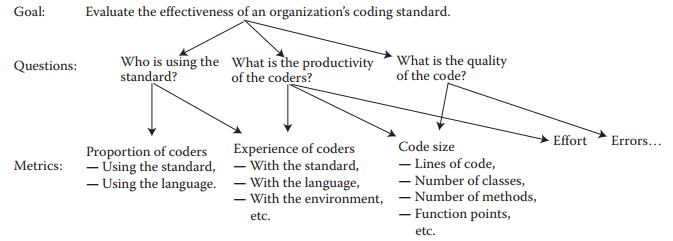 Goal: Evaluate the effectiveness of an organization's coding standard.
Questions:
Who is using the
standard?
What is the productivity
of the coders?
What is the quality
of the code?
Metrics:
Proportion of coders
— Using the standard,
— Using the language.
Experience of coders
— With the standard,
— With the language,
— With the environment,
etc.
Code size
— Lines of code,
— Number of classes,
— Number of methods,
— Function points,
etc.
Effort
Errors...